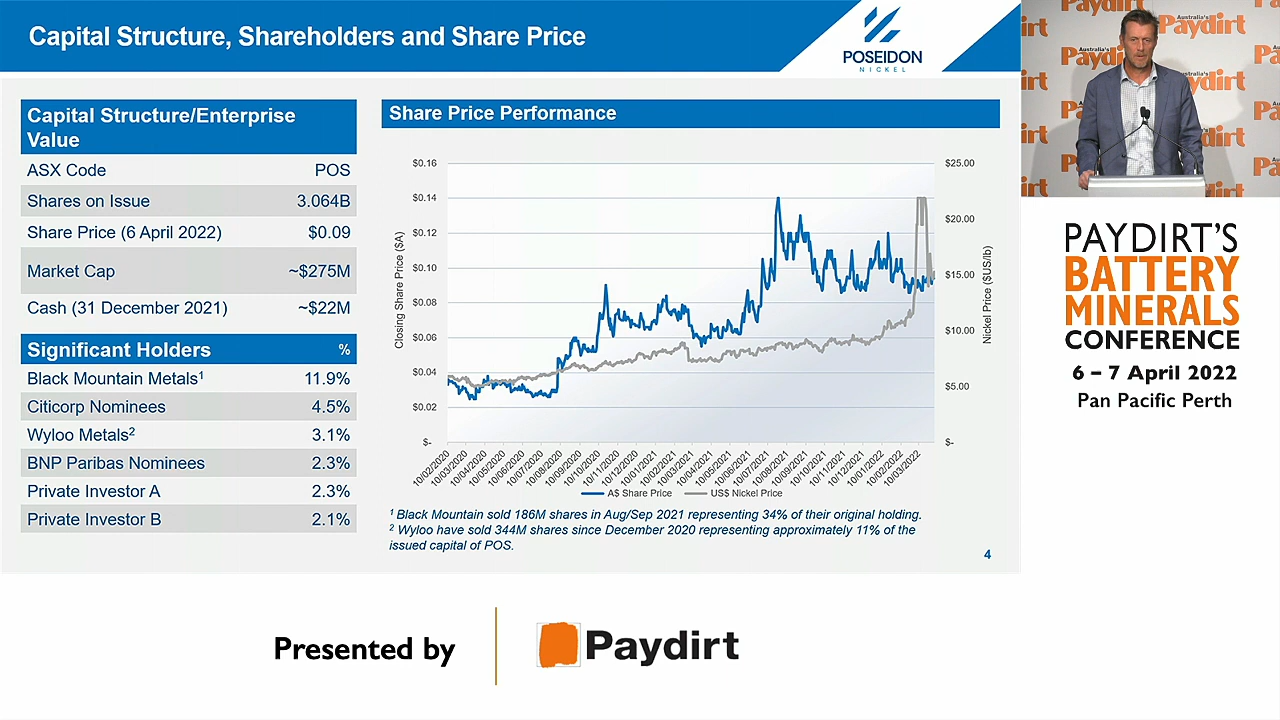 Capital Structure, Shareholders and Share Price
POSEIDON
NICKEL
Capital Structure/Enterprise
Value
ASX Code POS
Shares on Issue 3.064B
Share Price (6 April 2022) $0.09
Market Cap ~$275M
Cash (31 December 2021) ~$22M
Significant Holders %
Black Mountain Metals¹ 11.9%
Citicorp Nominees 4.5%
Wyloo Metals² 3.1%
BNP Paribas Nominees 2.3%
Private Investor A 2.3%
Private Investor B 2.1%
Share Price Performance
Closing Share Price ($A)
$0.16
$0.14
$0.12
$0.10
$0.08
$0.06
$0.04
$0.02
$-
$25.00
$20.00
$15.00
$10.00
$5.00
$-
Nickel Price ($US/lb)
10/02/2020
10/03/2020
10/04/2020
10/05/2020
10/06/2020
10/07/2020
10/08/2020
10/09/2020
10/10/2020
10/11/2020
10/12/2020
10/01/2021
10/02/2021
10/03/2021
10/04/2021
10/05/2021
10/06/2021
10/07/2021
10/08/2021
10/09/2021
10/10/2021
10/11/2021
10/12/2021
10/01/2022
10/02/2022
10/03/2022
A$ Share Price US$ Nickel Price
¹ Black Mountain sold 186M shares in Aug/Sep 2021 representing 34% of their original holding.
² Wyloo have sold 344M shares since December 2020 representing approximately 11% of the
issued capital of POS.
4
Australia's
Paydirt
Australia's
Paydirt
PAYDIRT'S
BATTERY
MINERALS
CONFERENCE
6 – 7 April 2022
Pan Pacific Perth
Presented by
Paydirt